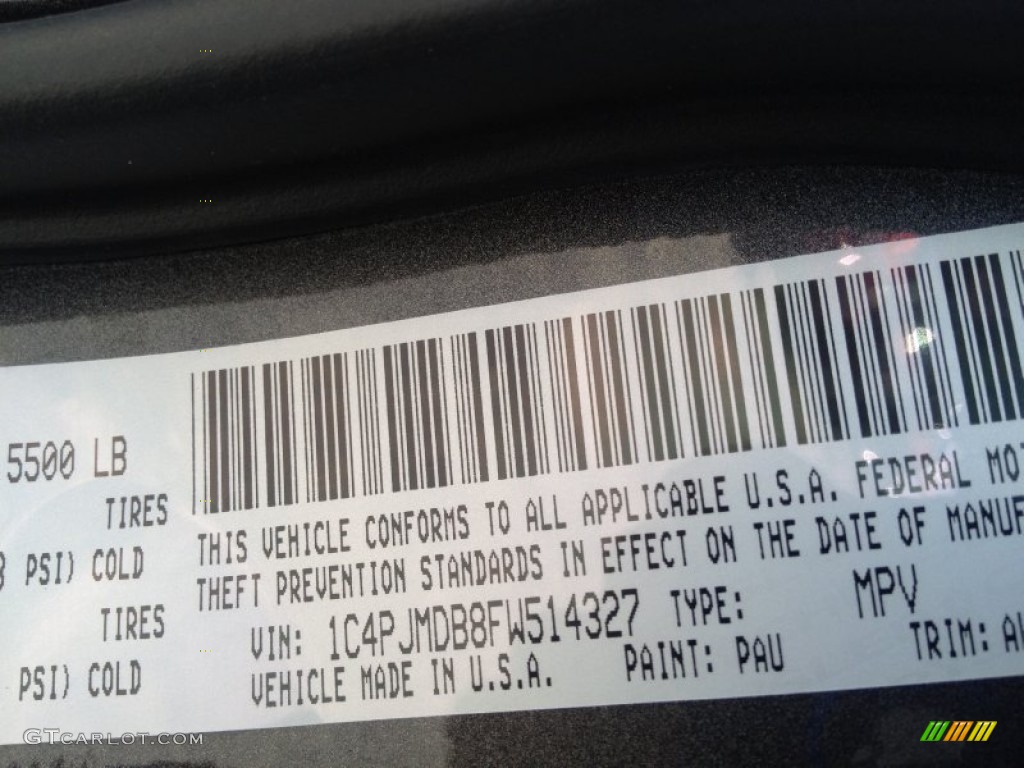 5500 LB
TIRES
PSI) COLD
TIRES
PSI) COLD
THIS VEHICLE CONFORMS TO ALL APPLICABLE U.S.A. FEDERAL MO
THEFT PREVENTION STANDARDS IN EFFECT ON THE DATE OF MANUF
VIN: 1C4PJMDB8FW514327 TYPE: MPV
VEHICLE MADE IN U.S.A. PAINT: PAU TRIM:
GTCARLOT.COM